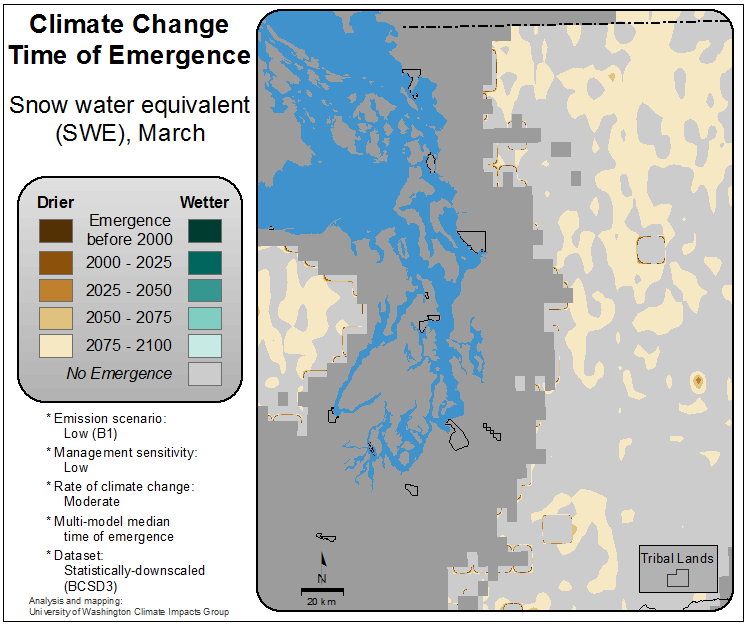 Climate Change
Time of Emergence
Snow water equivalent
(SWE), March
Drier Wetter
Emergence
before 2000
2000 - 2025
2025 - 2050
2050 - 2075
2075 - 2100
No Emergence
* Emission scenario:
Low (B1)
* Management sensitivity:
Low
* Rate of climate change:
Moderate
* Multi-model median
time of emergence
* Dataset:
Statistically-downscaled
(BCSD3)
Analysis and mapping:
University of Washington Climate Impacts Group
N
20 km
Tribal Lands